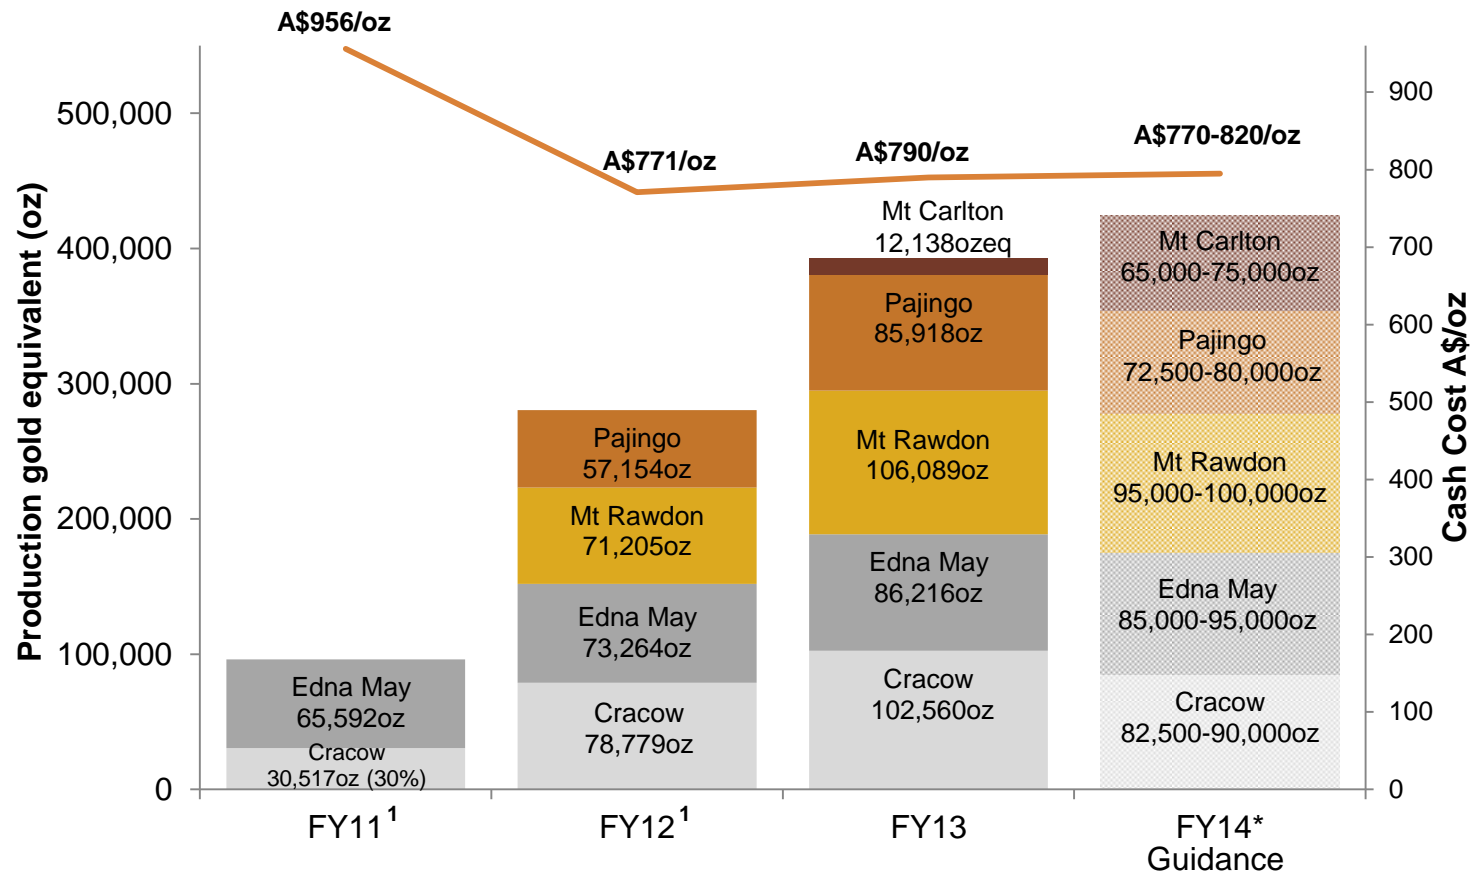 A$956/oz
A$771/oz
A$790/oz
A$770-820/oz
Production gold equivalent (oz)
500,000
400,000
300,000
200,000
100,000
0
Edna May
65,592oz
Cracow
30,517oz (30%)
Pajingo
57,154oz
Mt Rawdon
71,205oz
Edna May
73,264oz
Cracow
78,779oz
Mt Carlton
12,138ozeq
Pajingo
85,918oz
Mt Rawdon
106,089oz
Edna May
86,216oz
Cracow
102,560oz
Mt Carlton
65,000-75,000oz
Pajingo
72,500-80,000oz
Mt Rawdon
95,000-100,000oz
Edna May
85,000-95,000oz
Cracow
82,500-90,000oz
900
800
700
600
500
400
300
200
100
0
Cash Cost A$/oz
FY11¹
FY12¹
FY13
FY14*
Guidance